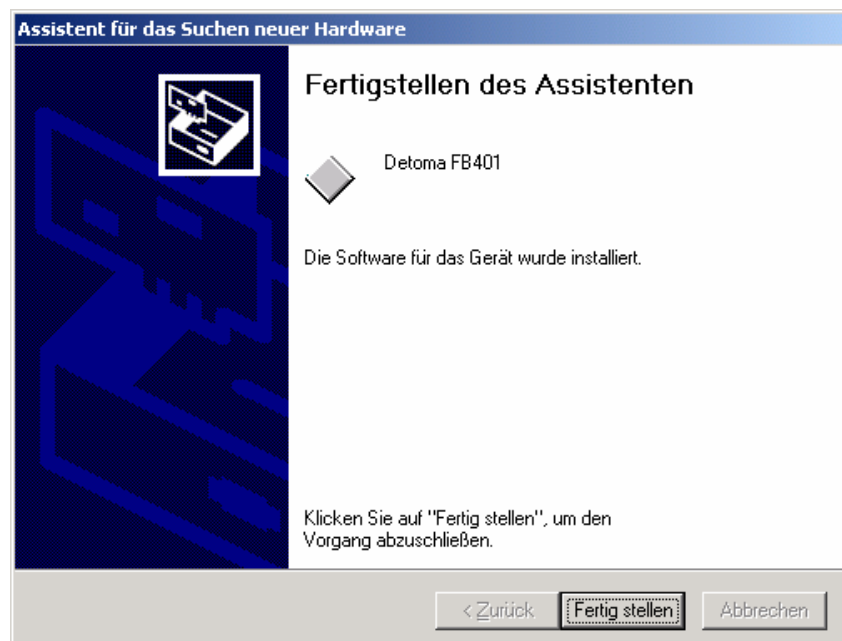 Assistent für das Suchen neuer Hardware
Fertigstellen des Assistenten
Detoma FB401
Die Software für das Gerät wurde installiert.
Klicken Sie auf "Fertig stellen", um den
Vorgang abzuschließen.
< Zurück Fertig stellen Abbrechen